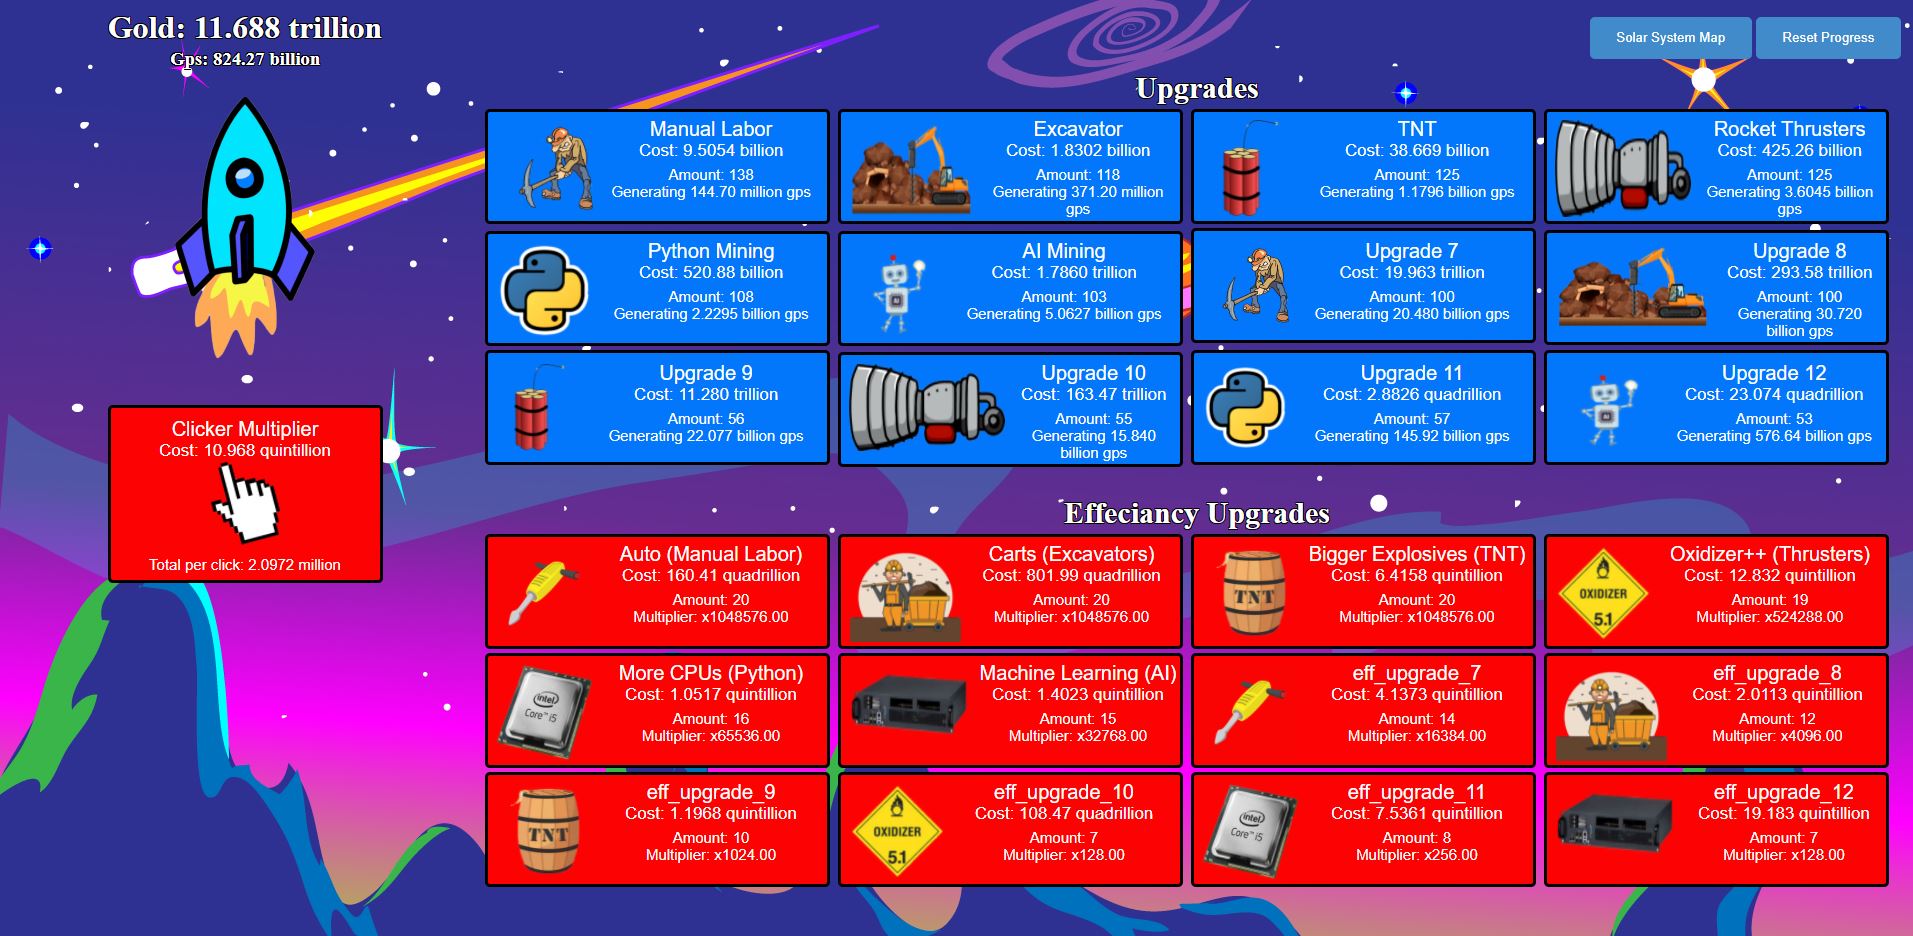 Gold: 11.688 trillion
Gps: 824.27 billion
Solar System Map
Reset Progress
Upgrades
Manual Labor
Cost: 9.5054 billion
Amount: 138
Generating 144.70 million gps
Excavator
Cost: 1.8302 billion
Amount: 118
Generating 371.20 million
gps
TNT
Cost: 38.669 billion
Amount: 125
Generating 1.1796 billion gps
Rocket Thrusters
Cost: 425.26 billion
Amount: 125
Generating 3.6045 billion
gps
Python Mining
Cost: 520.88 billion
Amount: 108
Generating 2.2295 billion gps
AI
AI Mining
Cost: 1.7860 trillion
Amount: 103
Generating 5.0627 billion gps
Upgrade 7
Cost: 19.963 trillion
Amount: 100
Generating 20.480 billion gps
Upgrade 8
Cost: 293.58 trillion
Amount: 100
Generating 30.720
billion gps
Upgrade 9
Cost: 11.280 trillion
Amount: 56
Generating 22.077 billion gps
Upgrade 10
Cost: 163.47 trillion
Amount: 55
Generating 15.840
billion gps
Upgrade 11
Cost: 2.8826 quadrillion
Amount: 57
Generating 145.92 billion gps
AI
Upgrade 12
Cost: 23.074 quadrillion
Amount: 53
Generating 576.64 billion gps
Clicker Multiplier
Cost: 10.968 quintillion
Total per click: 2.0972 million
Effeciancy Upgrades
Auto (Manual Labor)
Cost: 160.41 quadrillion
Amount: 20
Multiplier: x1048576.00
Carts (Excavators)
Cost: 801.99 quadrillion
Amount: 20
Multiplier: x1048576.00
TNT
Bigger Explosives (TNT)
Cost: 6.4158 quintillion
Amount: 20
Multiplier: x1048576.00
OXIDIZER
5.1
Oxidizer++ (Thrusters)
Cost: 12.832 quintillion
Amount: 19
Multiplier: x524288.00
intel
Core™ i5
More CPUs (Python)
Cost: 1.0517 quintillion
Amount: 16
Multiplier: x65536.00
Machine Learning (AI)
Cost: 1.4023 quintillion
Amount: 15
Multiplier: x32768.00
eff_upgrade_7
Cost: 4.1373 quintillion
Amount: 14
Multiplier: x16384.00
eff_upgrade_8
Cost: 2.0113 quintillion
Amount: 12
Multiplier: x4096.00
TNT
eff_upgrade_9
Cost: 1.1968 quintillion
Amount: 10
Multiplier: x1024.00
OXIDIZER
5.1
eff_upgrade_10
Cost: 108.47 quadrillion
Amount: 7
Multiplier: x128.00
intel
Core™ i5
eff_upgrade_11
Cost: 7.5361 quintillion
Amount: 8
Multiplier: x256.00
eff_upgrade_12
Cost: 19.183 quintillion
Amount: 7
Multiplier: x128.00